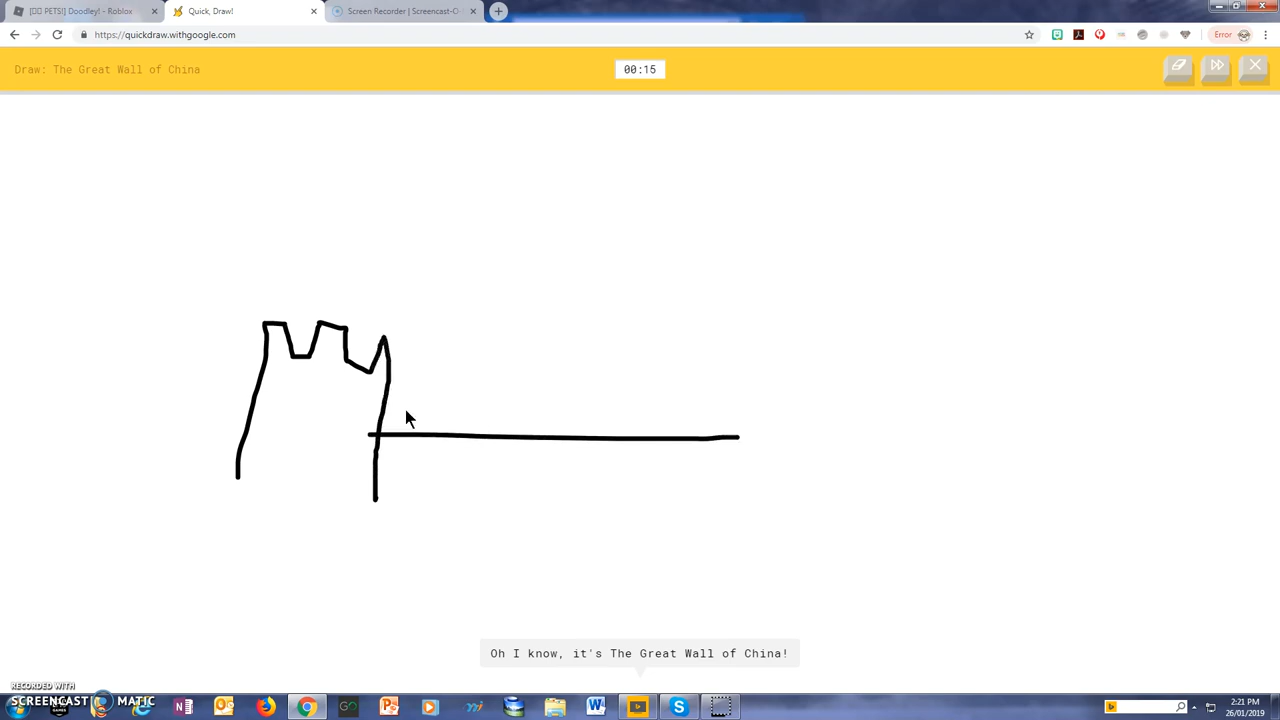 PETS!] Doodley! - Roblox
Quick, Draw!
Screen Recorder | Screencast-O
https://quickdraw.withgoogle.com
Error
Draw: The Great Wall of China
00:15
Oh I know, it's The Great Wall of China!
RECORDED WITH
SCREENCAST MATIC
GO
2:21 PM
26/01/2019